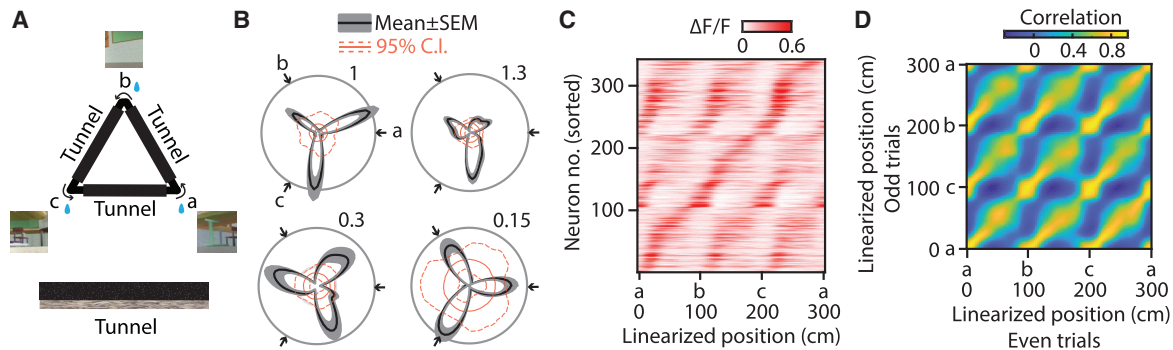 A
b
Tunnel
Tunnel
c
a
Tunnel
Tunnel
B
Mean±SEM
95% C.I.
b
1
a
c
1.3
0.3
0.15
C
ΔF/F
0
0.6
Neuron no. (sorted)
300
200
100
a
b
c
a
0
100
200
300
Linearized position (cm)
D
Correlation
0
0.4
0.8
Linearized position (cm)
Odd trials
300 a
200 b
100 c
0 a
a
b
c
a
0
100
200
300
Linearized position (cm)
Even trials